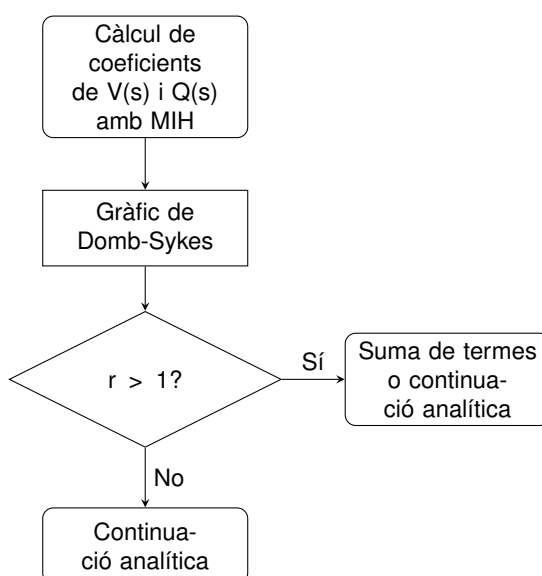 Càlcul de
coeficients
de V(s) i Q(s)
amb MIH
Gràfic de
Domb-Sykes
r > 1?
Sí
Suma de termes
o continua-
ció analítica
No
Continua-
ció analítica